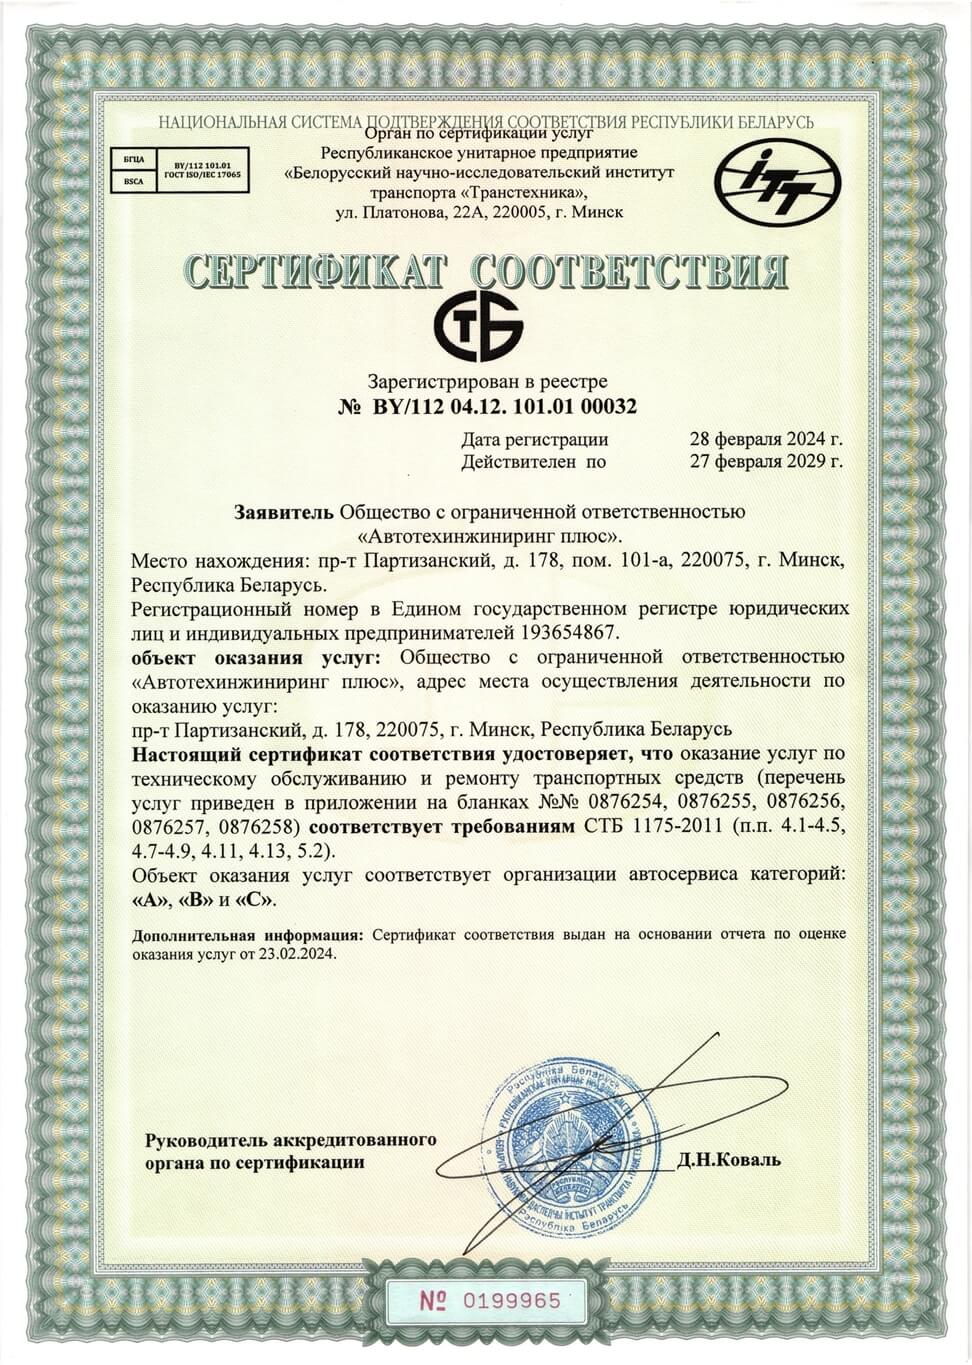 НАЦИОНАЛЬНАЯ СИСТЕМА ПОДТВЕРЖДЕНИЯ СООТВЕТСТВИЯ РЕСПУБЛИКИ БЕЛАРУСЬ
Орган по сертификации услуг
Республиканское унитарное предприятие
«Белорусский научно-исследовательский институт
транспорта «Транстехника»,
ул. Платонова, 22А, 220005, г. Минск
БГЦА
BSCA
BY/112 101.01
ГОСТ ISO/IEC 17065
iTT
СЕРТИФИКАТ СООТВЕТСТВИЯ
СТБ
Зарегистрирован в реестре
№ BY/112 04.12. 101.01 00032
Дата регистрации 28 февраля 2024 г.
Действителен по 27 февраля 2029 г.
Заявитель Общество с ограниченной ответственностью
«Автотехинжиниринг плюс».
Место нахождения: пр-т Партизанский, д. 178, пом. 101-а, 220075, г. Минск,
Республика Беларусь.
Регистрационный номер в Едином государственном регистре юридических
лиц и индивидуальных предпринимателей 193654867.
объект оказания услуг: Общество с ограниченной ответственностью
«Автотехинжиниринг плюс», адрес места осуществления деятельности по
оказанию услуг:
пр-т Партизанский, д. 178, 220075, г. Минск, Республика Беларусь
Настоящий сертификат соответствия удостоверяет, что оказание услуг по
техническому обслуживанию и ремонту транспортных средств (перечень
услуг приведен в приложении на бланках №№ 0876254, 0876255, 0876256,
0876257, 0876258) соответствует требованиям СТБ 1175-2011 (п.п. 4.1-4.5,
4.7-4.9, 4.11, 4.13, 5.2).
Объект оказания услуг соответствует организации автосервиса категорий:
«А», «В» и «С».
Дополнительная информация: Сертификат соответствия выдан на основании отчета по оценке
оказания услуг от 23.02.2024.
Руководитель аккредитованного
органа по сертификации
Д.Н.Коваль
Рэспубліка Беларусь
Рэспубліка Беларусь
№ 0199965